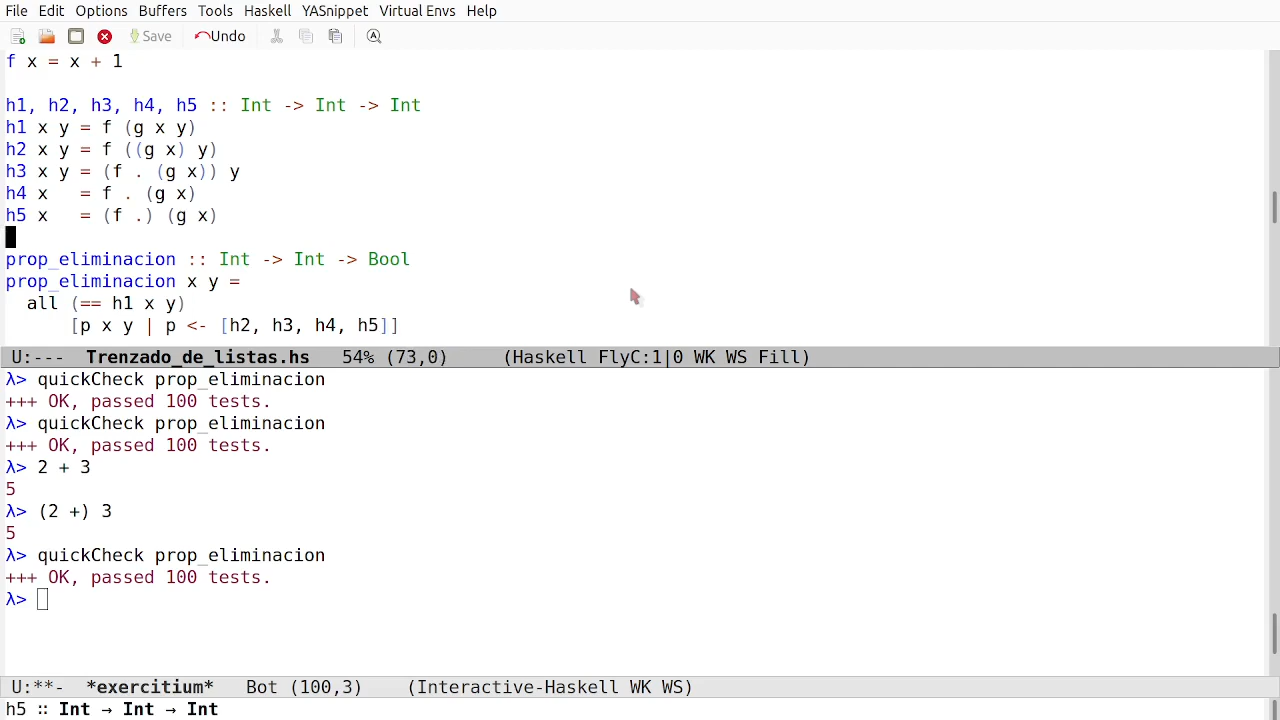 File Edit Options Buffers Tools Haskell YASnippet Virtual Envs Help
Save Undo
f x = x + 1
h1, h2, h3, h4, h5 :: Int -> Int -> Int
h1 x y = f (g x y)
h2 x y = f ((g x) y)
h3 x y = (f . (g x)) y
h4 x   = f . (g x)
h5 x   = (f .) (g x)
prop_eliminacion :: Int -> Int -> Bool
prop_eliminacion x y =
  all (== h1 x y)
      [p x y | p <- [h2, h3, h4, h5]]
U:---  Trenzado_de_listas.hs   54% (73,0)     (Haskell FlyC:1|0 WK WS Fill)
λ> quickCheck prop_eliminacion
+++ OK, passed 100 tests.
λ> quickCheck prop_eliminacion
+++ OK, passed 100 tests.
λ> 2 + 3
5
λ> (2 +) 3
5
λ> quickCheck prop_eliminacion
+++ OK, passed 100 tests.
λ>
U:**-  *exercitium*   Bot (100,3)    (Interactive-Haskell WK WS)
h5 ∷ Int → Int → Int